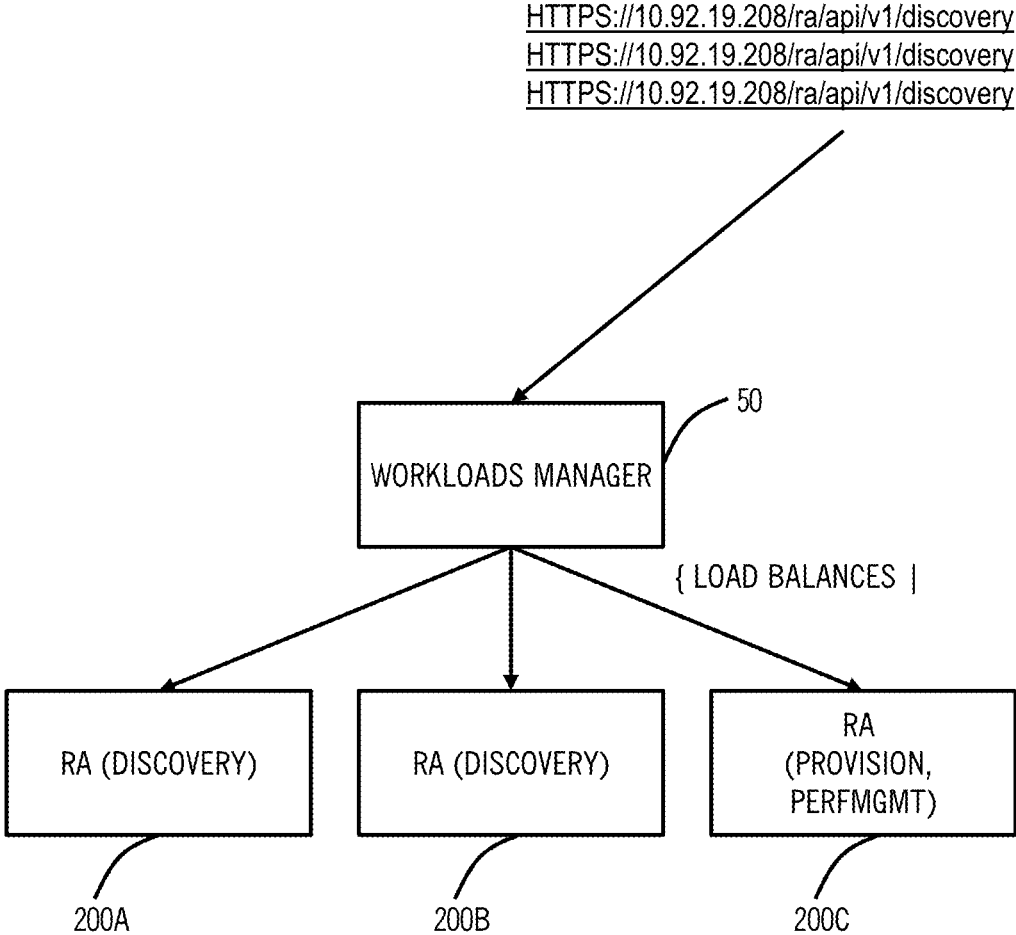 HTTPS://10.92.19.208/ra/api/v1/discovery
HTTPS://10.92.19.208/ra/api/v1/discovery
HTTPS://10.92.19.208/ra/api/v1/discovery
50
WORKLOADS MANAGER
{ LOAD BALANCES |
RA (DISCOVERY)
RA (DISCOVERY)
RA
(PROVISION,
PERFMGMT)
200A
200B
200C